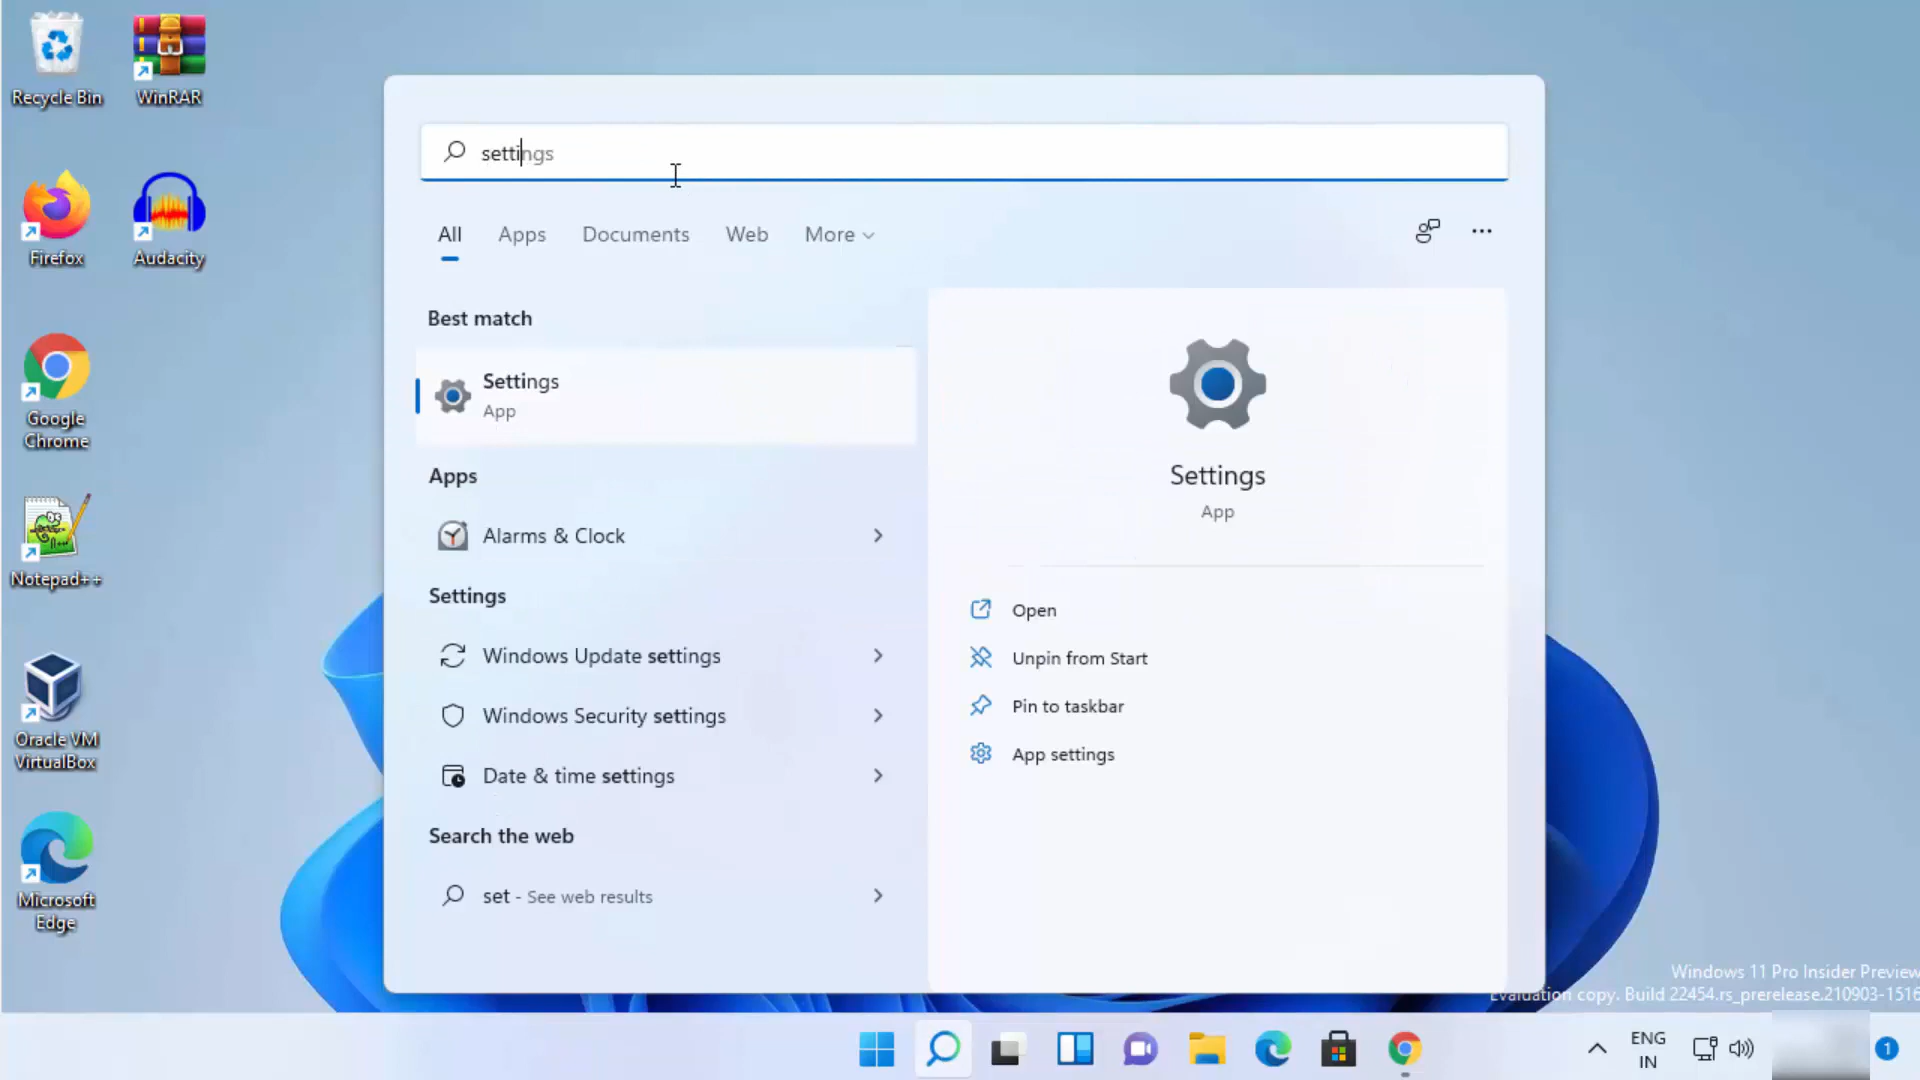 Recycle Bin
WinRAR
Firefox
Audacity
Google
Chrome
Notepad++
Oracle VM
VirtualBox
Microsoft
Edge
settings
All
Apps
Documents
Web
More
Best match
Settings
App
Apps
Alarms & Clock
Settings
Windows Update settings
Windows Security settings
Date & time settings
Search the web
set - See web results
Settings
App
Open
Unpin from Start
Pin to taskbar
App settings
Windows 11 Pro Insider Preview
Evaluation copy. Build 22454.rs_prerelease.210903-1516
ENG
IN
1